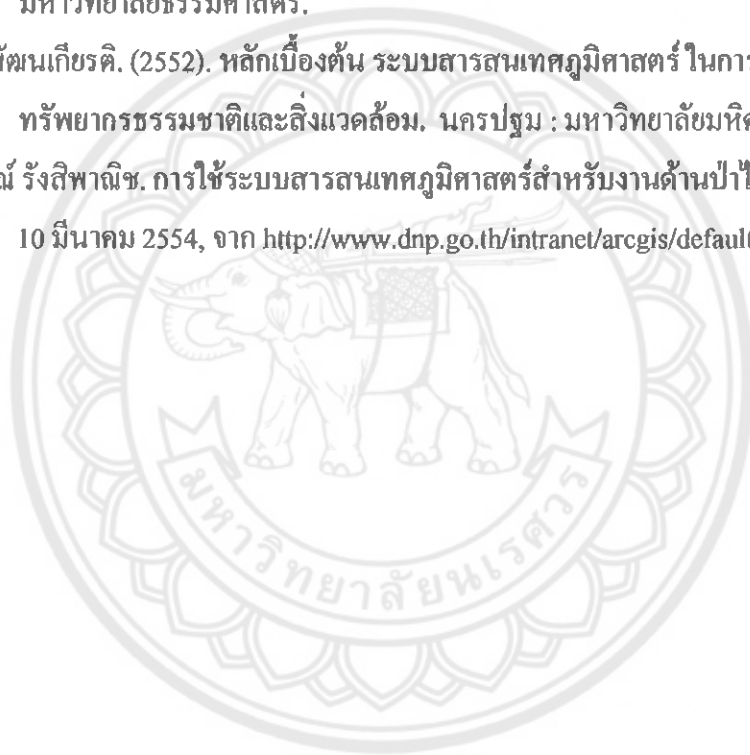 มหาวิทยาลัยธรรมศาสตร์.
พัฒนเกียรติ. (2552). หลักเบื้องต้น ระบบสารสนเทศภูมิศาสตร์ ในการ
ทรัพยากรธรรมชาติและสิ่งแวดล้อม. นครปฐม : มหาวิทยาลัยมหิด
ณ์ รังสิพาณิช. การใช้ระบบสารสนเทศภูมิศาสตร์สำหรับงานด้านป่าไ
10 มีนาคม 2554, จาก http://www.dnp.go.th/intranet/arcgis/default
มหาวิทยาลัยนเรศวร